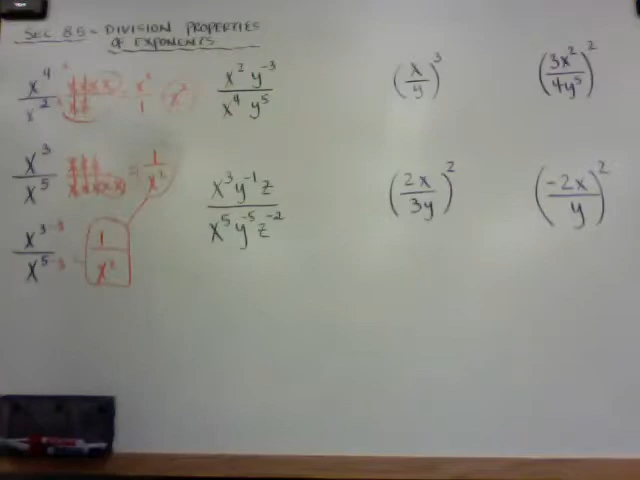 SEC 8.5 - DIVISION PROPERTIES
OF EXPONENTS
x^4 / x^2 = x^2 / 1 x^2
x^3 / x^5 = 1 / x^2
x^(3-3) / x^(5-3) = 1 / x^2
x^2 y^-3 / x^4 y^5
x^3 y^-1 z / x^5 y^-5 z^-2
(x / y)^3
(2x / 3y)^2
(3x^2 / 4y^5)^2
(-2x / y)^2